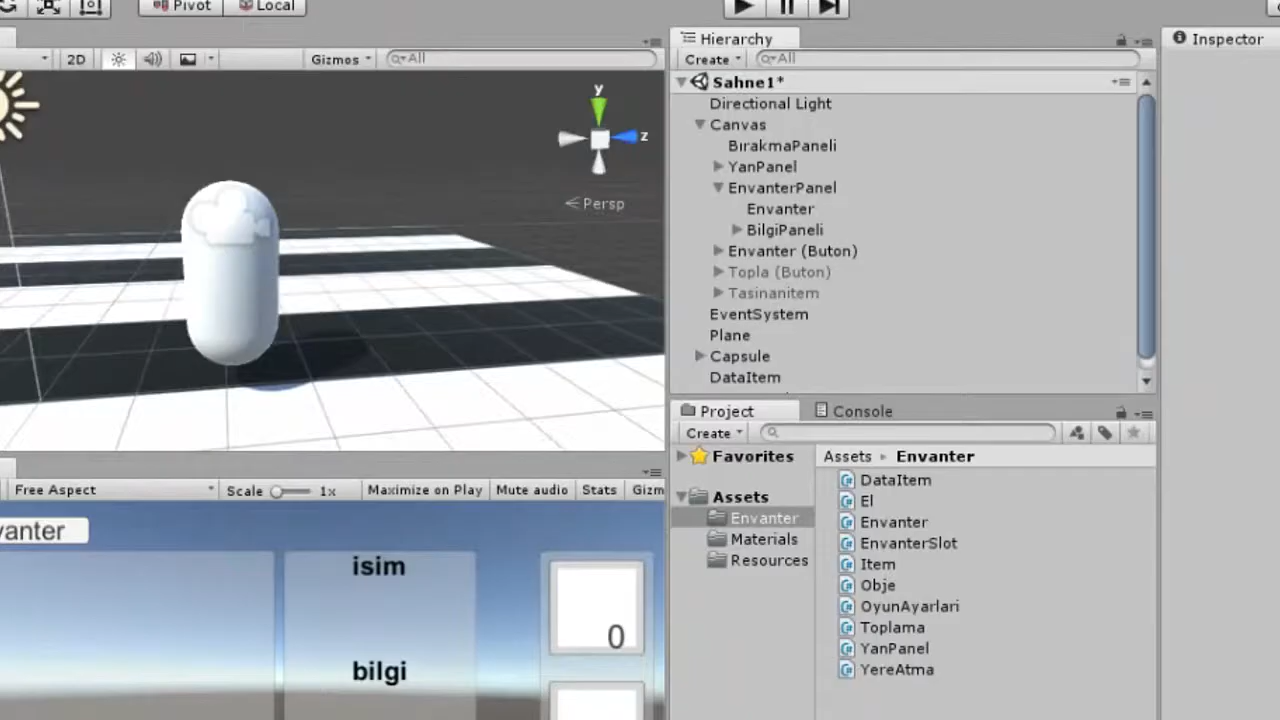 Pivot Local
Hierarchy
Inspector
2D Gizmos All
Create All
Sahne1*
Directional Light
Canvas
BırakmaPaneli
YanPanel
EnvanterPanel
Envanter
BilgiPaneli
Envanter (Buton)
Topla (Buton)
Tasinanitem
EventSystem
Plane
Capsule
DataItem
y
z
Persp
Project Console
Create
Favorites
Assets
Envanter
Materials
Resources
Assets Envanter
DataItem
El
Envanter
EnvanterSlot
Item
Obje
OyunAyarlari
Toplama
YanPanel
YereAtma
Free Aspect Scale 1x Maximize on Play Mute audio Stats Gizm
vanter
isim
0
bilgi